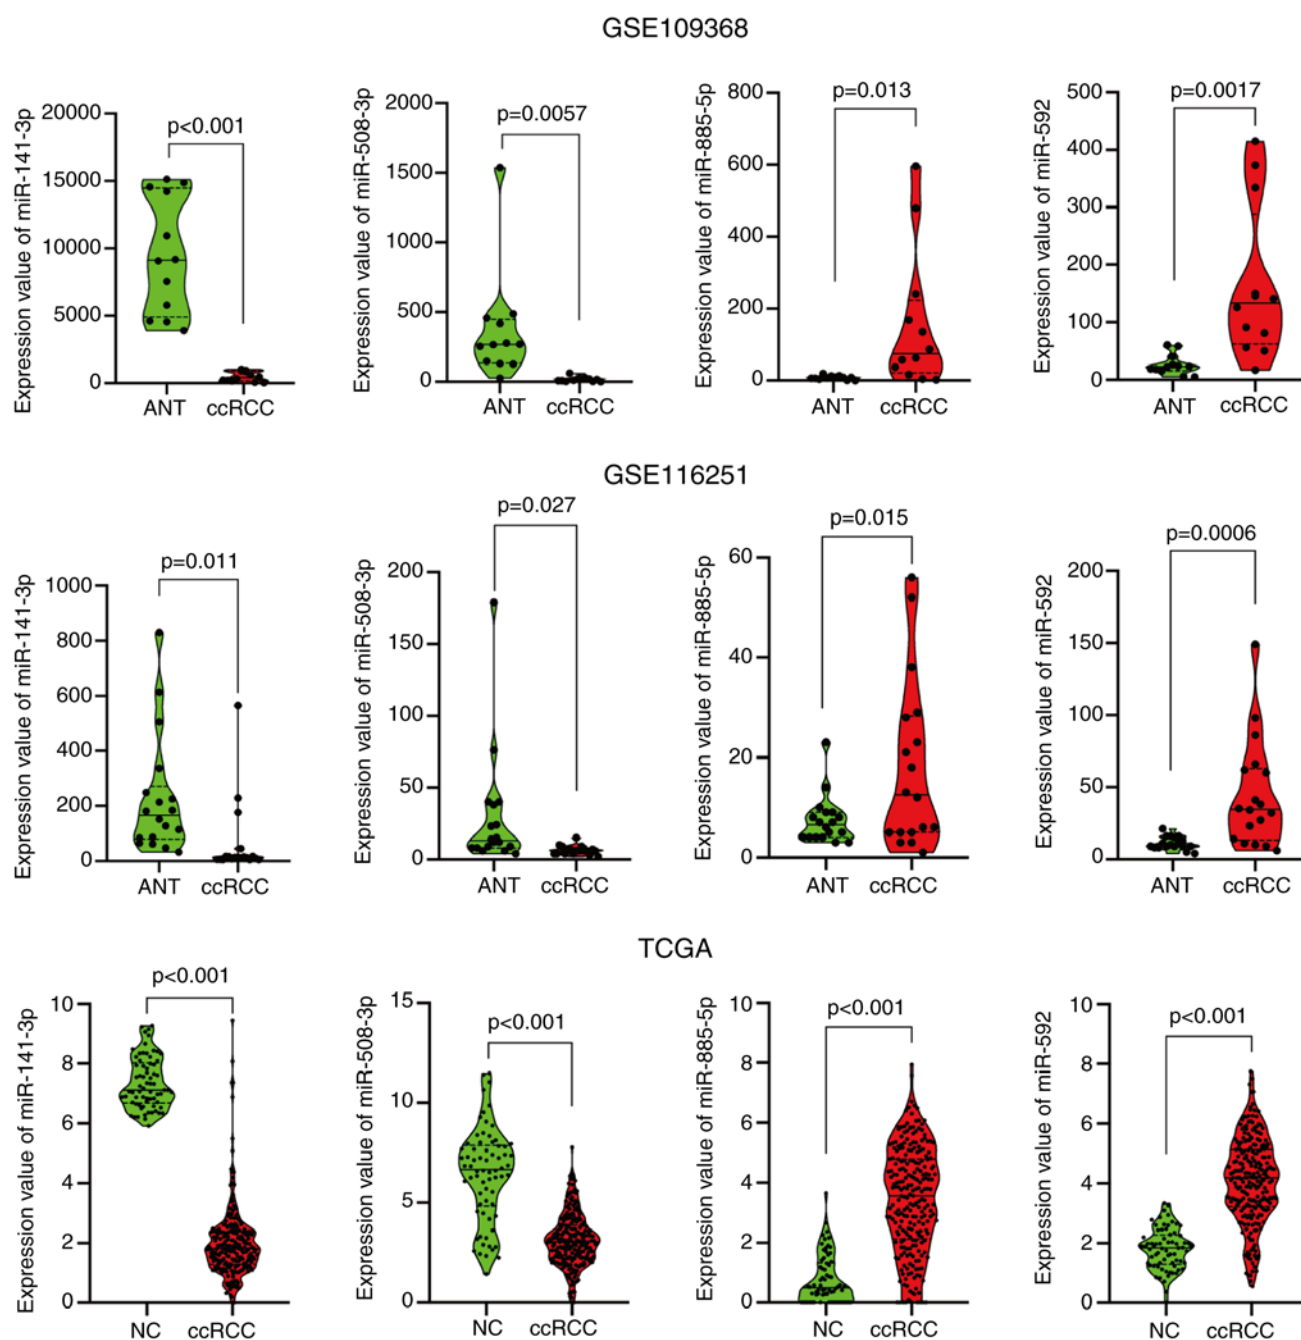 GSE109368
Expression value of miR-141-3p
20000
15000
10000
5000
0
p<0.001
ANT ccRCC
Expression value of miR-508-3p
2000
1500
1000
500
0
p=0.0057
ANT ccRCC
Expression value of miR-885-5p
800
600
400
200
0
p=0.013
ANT ccRCC
Expression value of miR-592
500
400
300
200
100
0
p=0.0017
ANT ccRCC
GSE116251
Expression value of miR-141-3p
1000
800
600
400
200
0
p=0.011
ANT ccRCC
Expression value of miR-508-3p
200
150
100
50
0
p=0.027
ANT ccRCC
Expression value of miR-885-5p
60
40
20
0
p=0.015
ANT ccRCC
Expression value of miR-592
200
150
100
50
0
p=0.0006
ANT ccRCC
TCGA
Expression value of miR-141-3p
10
8
6
4
2
0
p<0.001
NC ccRCC
Expression value of miR-508-3p
15
10
5
0
p<0.001
NC ccRCC
Expression value of miR-885-5p
10
8
6
4
2
0
p<0.001
NC ccRCC
Expression value of miR-592
10
8
6
4
2
0
p<0.001
NC ccRCC